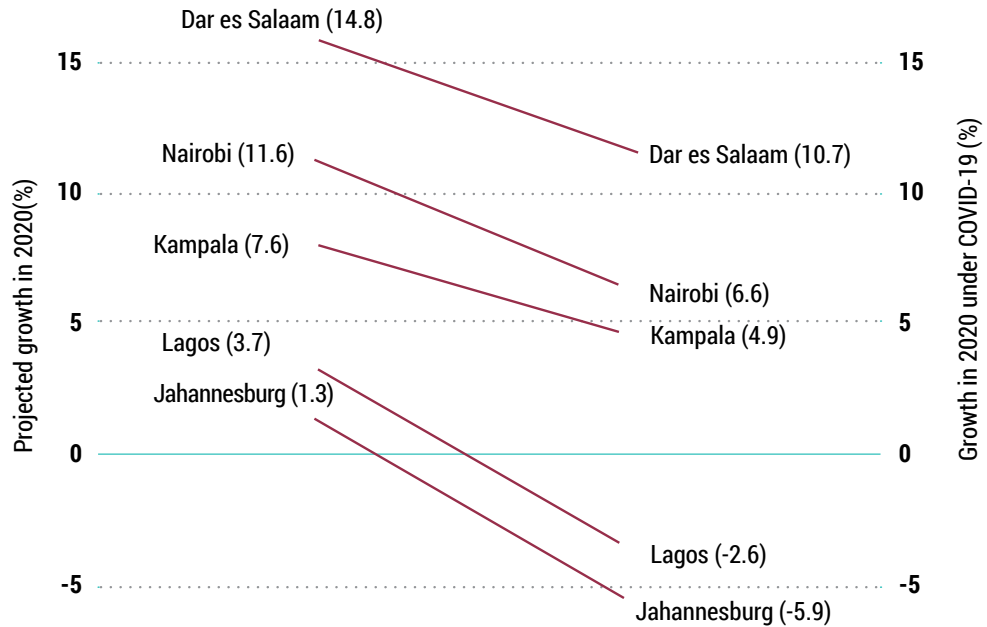 Dar es Salaam (14.8)
15
15
Dar es Salaam (10.7)
Nairobi (11.6)
10
10
Kampala (7.6)
Nairobi (6.6)
5
5
Kampala (4.9)
Lagos (3.7)
Jahannesburg (1.3)
0
0
Lagos (-2.6)
-5
-5
Jahannesburg (-5.9)
Projected growth in 2020(%)
Growth in 2020 under COVID-19 (%)